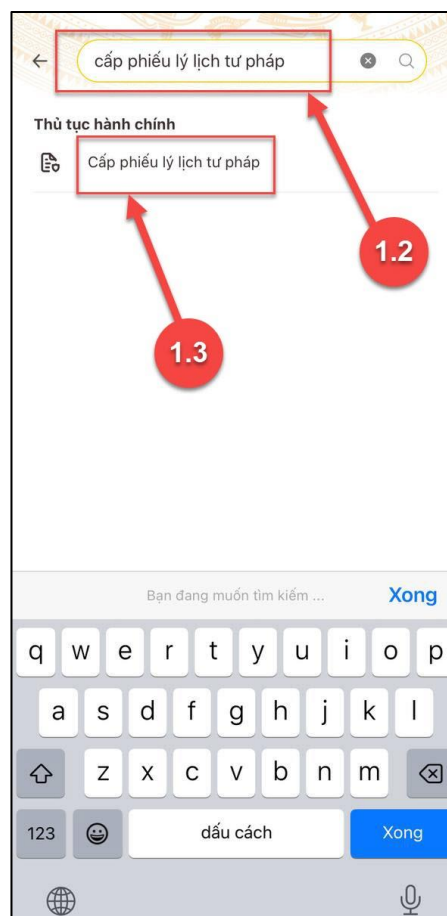 cấp phiếu lý lịch tư pháp
Thủ tục hành chính
Cấp phiếu lý lịch tư pháp
1.2
1.3
Bạn đang muốn tìm kiếm ...
Xong
q w e r t y u i o p
a s d f g h j k l
z x c v b n m
123 dấu cách Xong